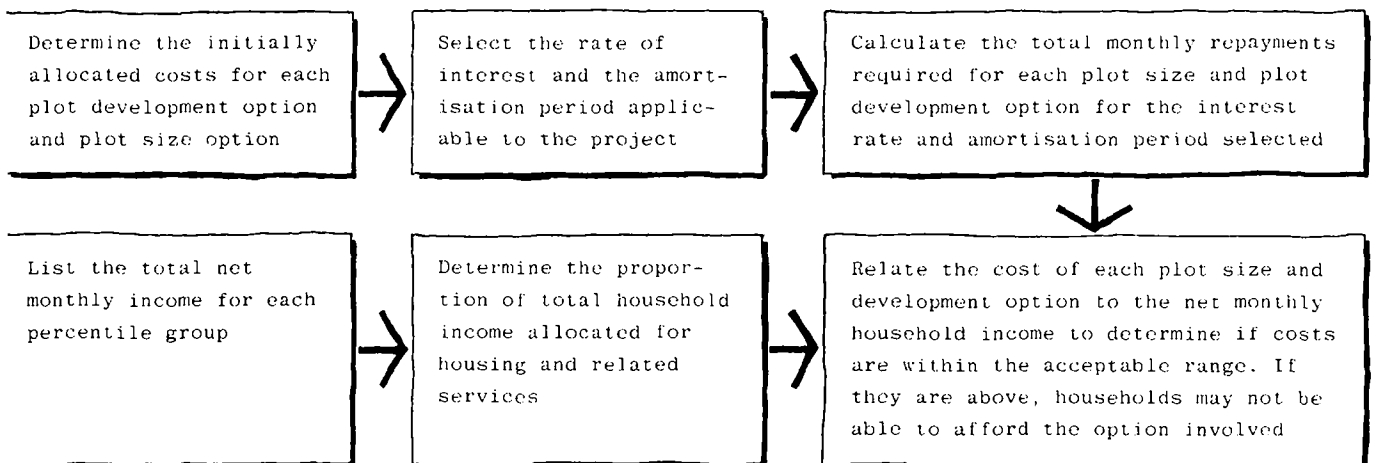 Determine the initially
allocated costs for each
plot development option
and plot size option
Select the rate of
interest and the amort-
isation period applic-
able to the project
Calculate the total monthly repayments
required for each plot size and plot
development option for the interest
rate and amortisation period selected
List the total net
monthly income for each
percentile group
Determine the propor-
tion of total household
income allocated for
housing and related
services
Relate the cost of each plot size and
development option to the net monthly
household income to determine if costs
are within the acceptable range. If
they are above, households may not be
able to afford the option involved